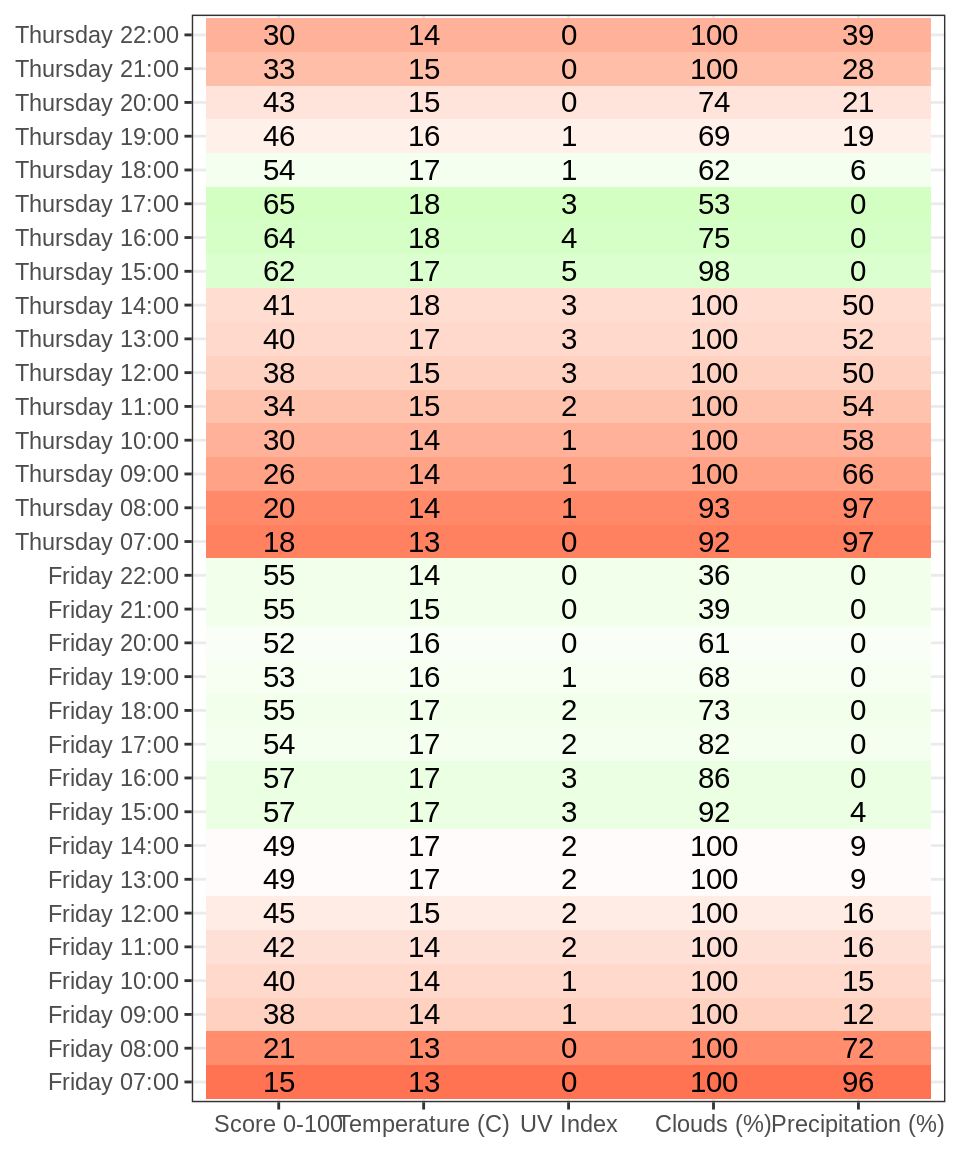 Thursday 22:00 30 14 0 100 39
Thursday 21:00 33 15 0 100 28
Thursday 20:00 43 15 0 74 21
Thursday 19:00 46 16 1 69 19
Thursday 18:00 54 17 1 62 6
Thursday 17:00 65 18 3 53 0
Thursday 16:00 64 18 4 75 0
Thursday 15:00 62 17 5 98 0
Thursday 14:00 41 18 3 100 50
Thursday 13:00 40 17 3 100 52
Thursday 12:00 38 15 3 100 50
Thursday 11:00 34 15 2 100 54
Thursday 10:00 30 14 1 100 58
Thursday 09:00 26 14 1 100 66
Thursday 08:00 20 14 1 93 97
Thursday 07:00 18 13 0 92 97
Friday 22:00 55 14 0 36 0
Friday 21:00 55 15 0 39 0
Friday 20:00 52 16 0 61 0
Friday 19:00 53 16 1 68 0
Friday 18:00 55 17 2 73 0
Friday 17:00 54 17 2 82 0
Friday 16:00 57 17 3 86 0
Friday 15:00 57 17 3 92 4
Friday 14:00 49 17 2 100 9
Friday 13:00 49 17 2 100 9
Friday 12:00 45 15 2 100 16
Friday 11:00 42 14 2 100 16
Friday 10:00 40 14 1 100 15
Friday 09:00 38 14 1 100 12
Friday 08:00 21 13 0 100 72
Friday 07:00 15 13 0 100 96
Score 0-100 Temperature (C) UV Index Clouds (%) Precipitation (%)